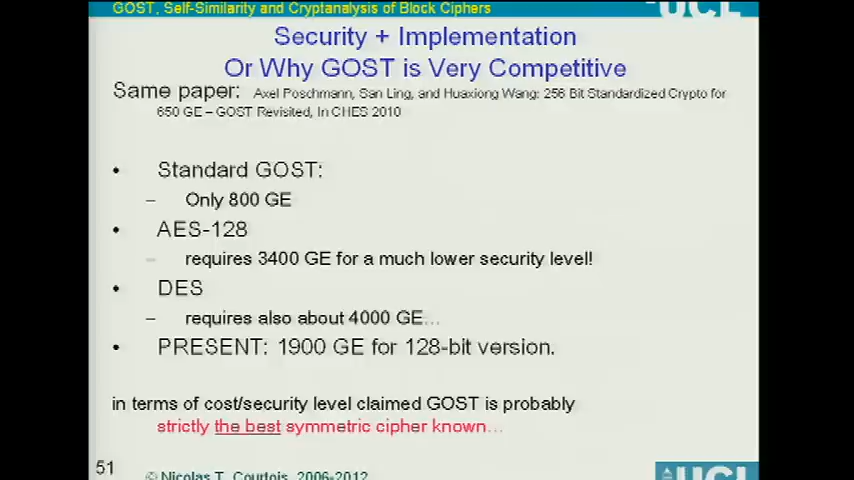 GOST, Self-Similarity and Cryptanalysis of Block Ciphers
UCL
Security + Implementation
Or Why GOST is Very Competitive
Same paper: Axel Poschmann, San Ling, and Huaxiong Wang: 256 Bit Standardized Crypto for
650 GE – GOST Revisited, In CHES 2010
• Standard GOST:
– Only 800 GE
• AES-128
– requires 3400 GE for a much lower security level!
• DES
– requires also about 4000 GE…
• PRESENT: 1900 GE for 128-bit version.
in terms of cost/security level claimed GOST is probably
strictly the best symmetric cipher known…
51
© Nicolas T. Courtois, 2006-2012
UCL